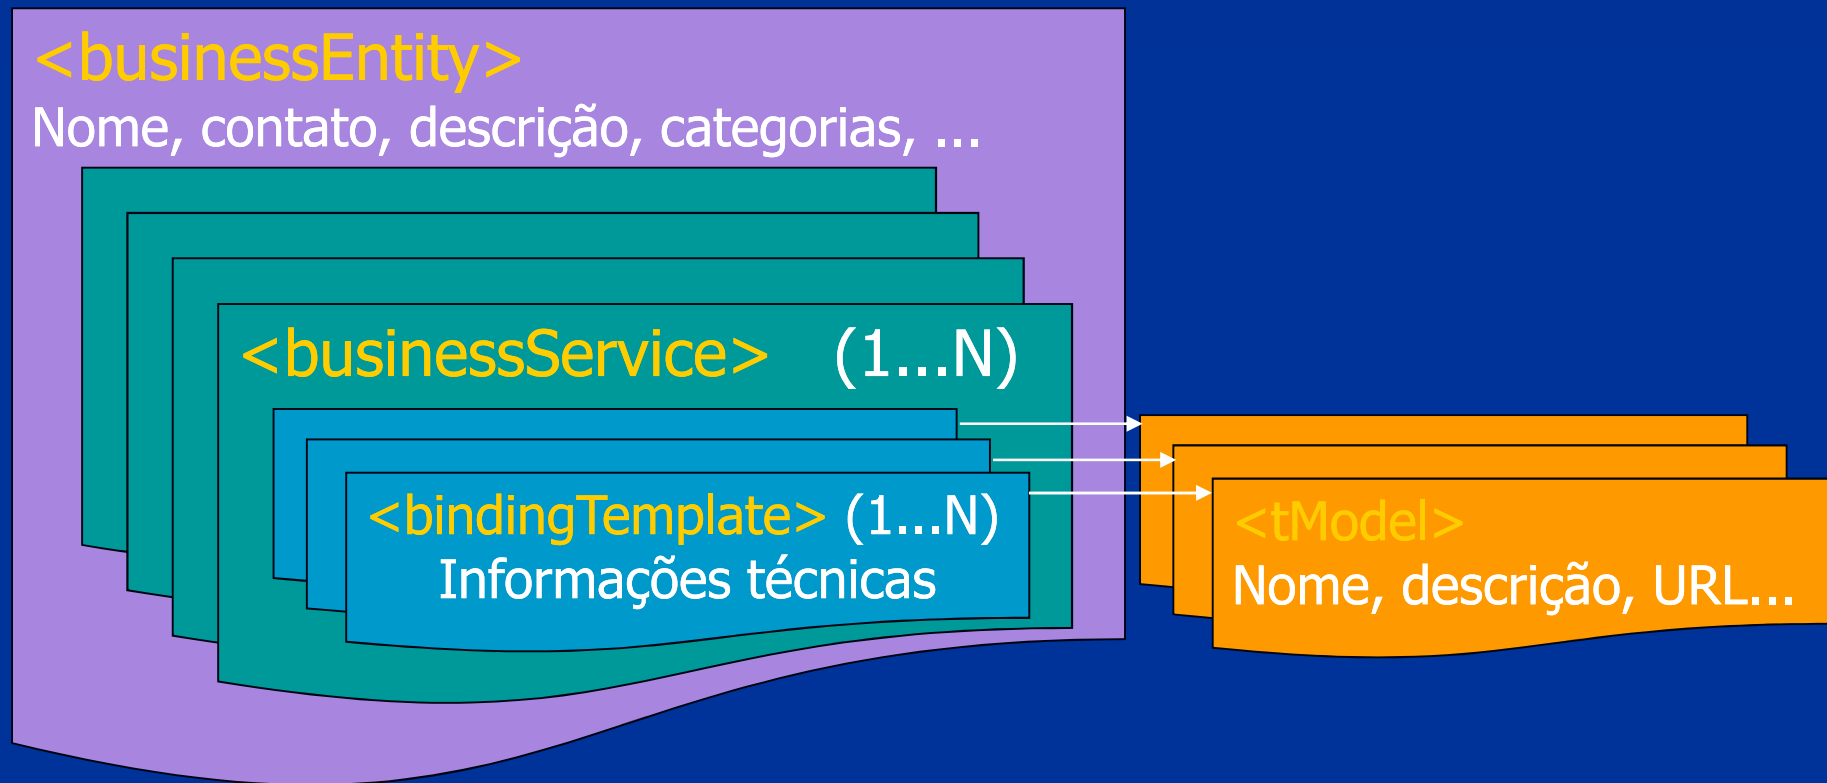 <businessEntity>
Nome, contato, descrição, categorias, ...
<businessService> (1...N)
<bindingTemplate> (1...N)
Informações técnicas
<tModel>
Nome, descrição, URL...